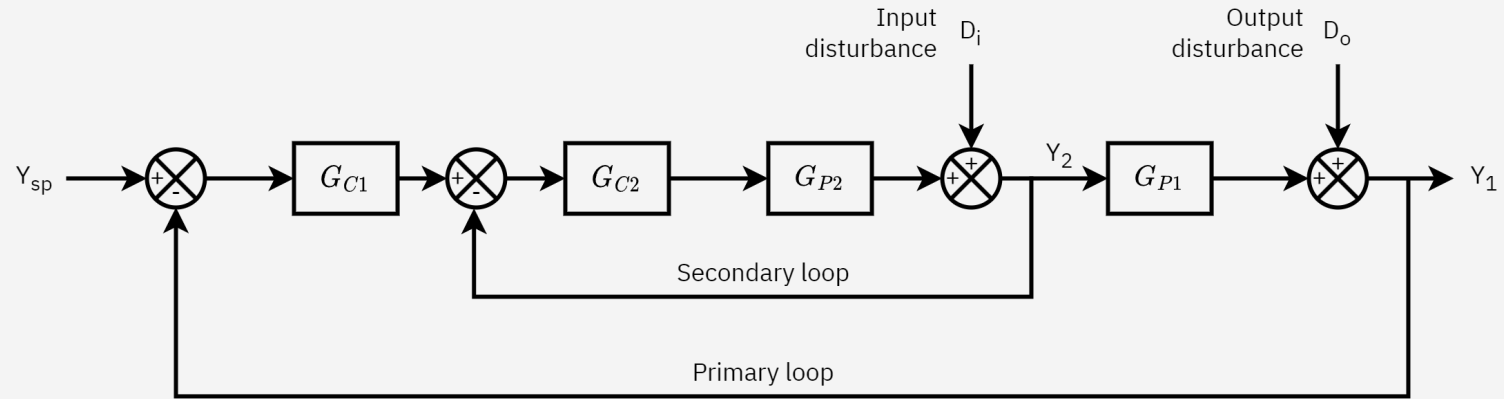 Input
disturbance
D_i
Output
disturbance
D_o
Y_sp
+
-
G_C1
+
-
G_C2
G_P2
+
+
Y_2
G_P1
+
+
Y_1
Secondary loop
Primary loop